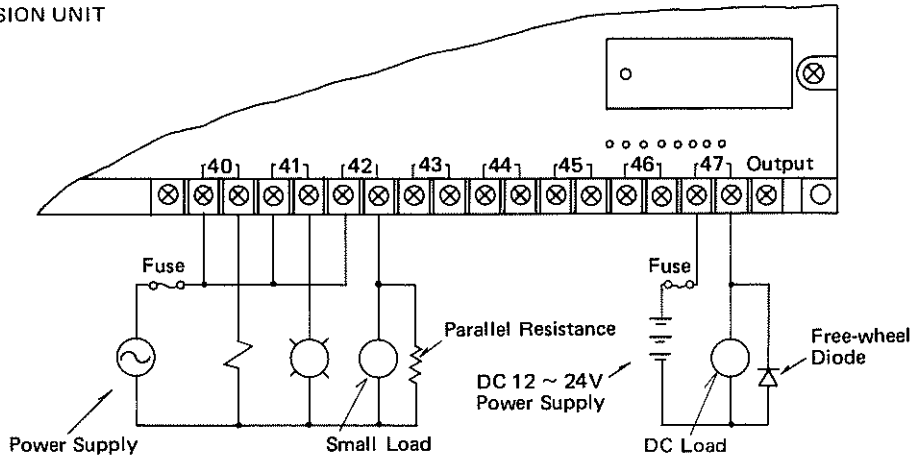 SION UNIT
40 41 42 43 44 45 46 47 Output
Fuse
Fuse
Parallel Resistance
Free-wheel
Diode
DC 12 ~ 24V
Power Supply
Power Supply
Small Load
DC Load